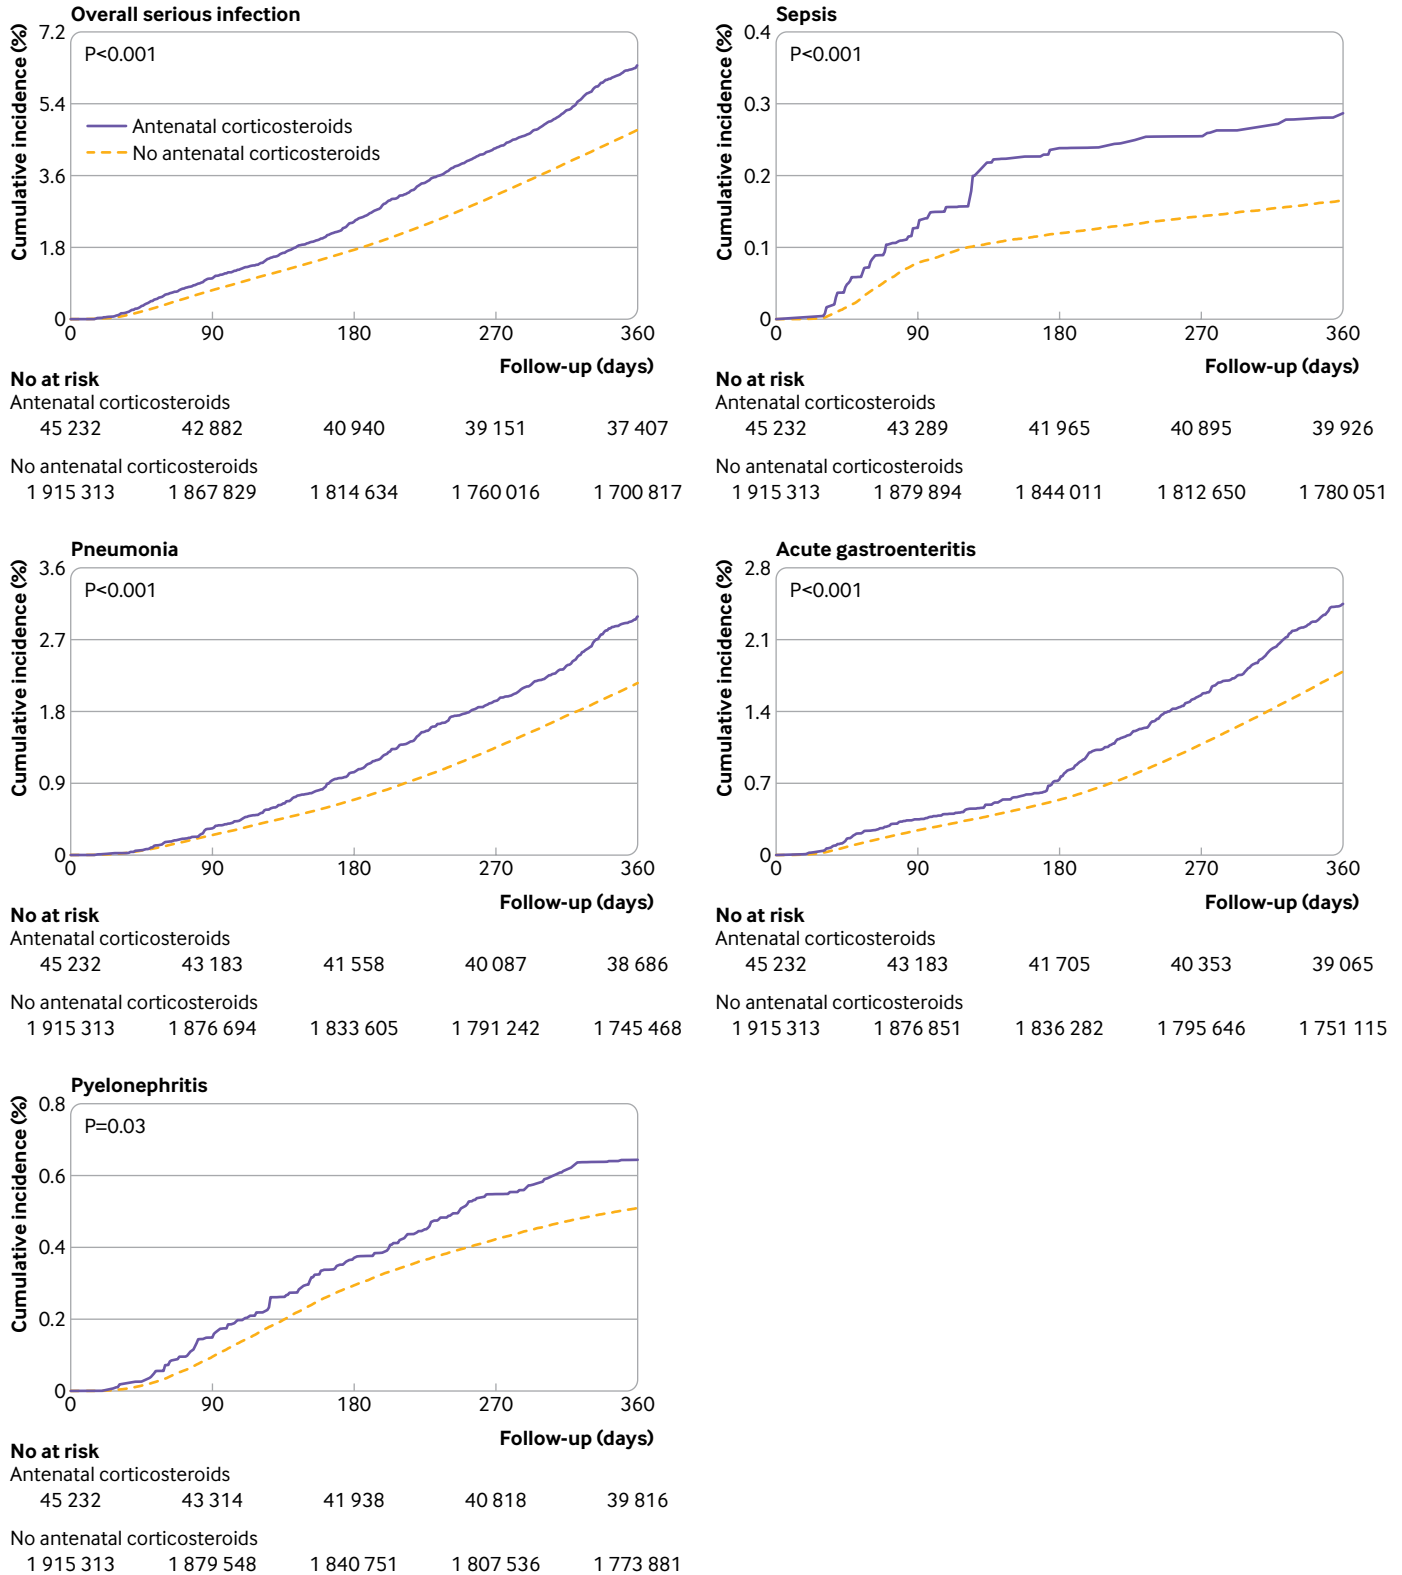 Overall serious infection
Cumulative incidence (%)
7.2
5.4
3.6
1.8
0
P<0.001
Antenatal corticosteroids
No antenatal corticosteroids
0 90 180 270 360
Follow-up (days)
No at risk
Antenatal corticosteroids
45 232 42 882 40 940 39 151 37 407
No antenatal corticosteroids
1 915 313 1 867 829 1 814 634 1 760 016 1 700 817
Sepsis
Cumulative incidence (%)
0.4
0.3
0.2
0.1
0
P<0.001
0 90 180 270 360
Follow-up (days)
No at risk
Antenatal corticosteroids
45 232 43 289 41 965 40 895 39 926
No antenatal corticosteroids
1 915 313 1 879 894 1 844 011 1 812 650 1 780 051
Pneumonia
Cumulative incidence (%)
3.6
2.7
1.8
0.9
0
P<0.001
0 90 180 270 360
Follow-up (days)
No at risk
Antenatal corticosteroids
45 232 43 183 41 558 40 087 38 686
No antenatal corticosteroids
1 915 313 1 876 694 1 833 605 1 791 242 1 745 468
Acute gastroenteritis
Cumulative incidence (%)
2.8
2.1
1.4
0.7
0
P<0.001
0 90 180 270 360
Follow-up (days)
No at risk
Antenatal corticosteroids
45 232 43 183 41 705 40 353 39 065
No antenatal corticosteroids
1 915 313 1 876 851 1 836 282 1 795 646 1 751 115
Pyelonephritis
Cumulative incidence (%)
0.8
0.6
0.4
0.2
0
P=0.03
0 90 180 270 360
Follow-up (days)
No at risk
Antenatal corticosteroids
45 232 43 314 41 938 40 818 39 816
No antenatal corticosteroids
1 915 313 1 879 548 1 840 751 1 807 536 1 773 881